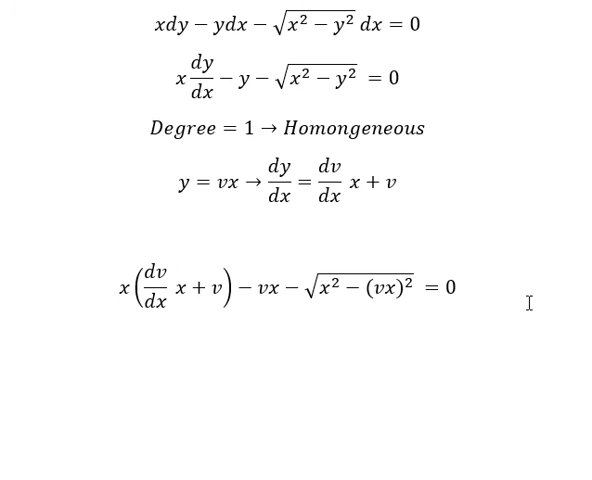 xdy − ydx − √(x² − y²) dx = 0
x dy/dx − y − √(x² − y²) = 0
Degree = 1 → Homongeneous
y = vx → dy/dx = dv/dx x + v
x(dv/dx x + v) − vx − √(x² − (vx)²) = 0